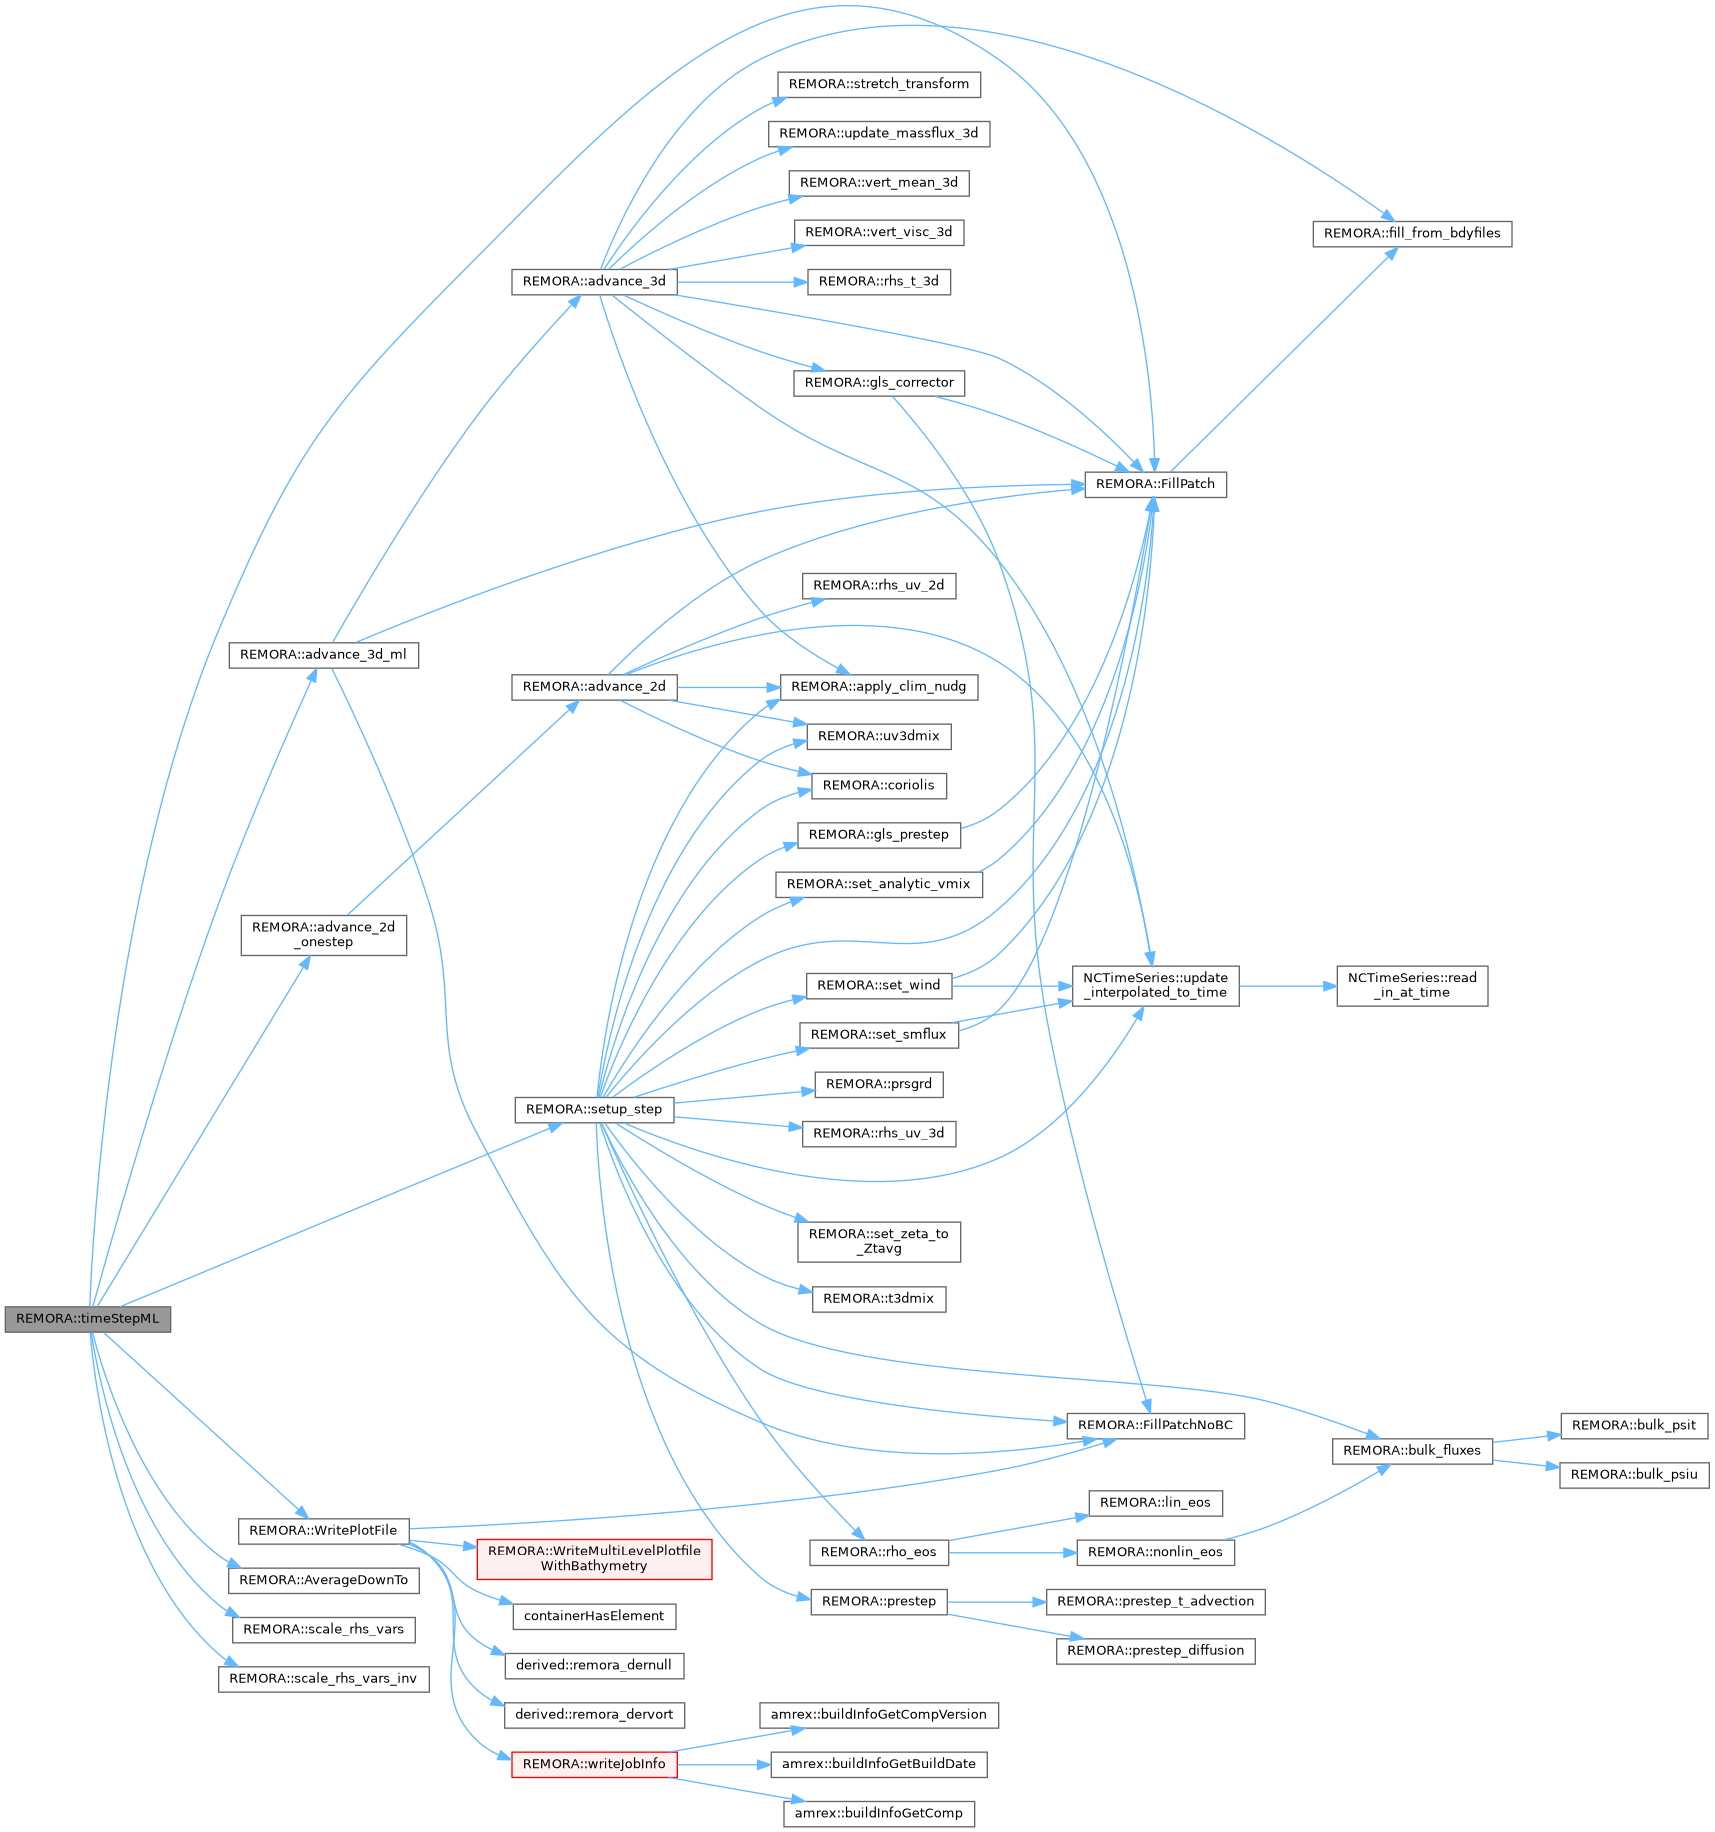 REMORA::stretch_transform
REMORA::update_massflux_3d
REMORA::vert_mean_3d
REMORA::vert_visc_3d
REMORA::fill_from_bdyfiles
REMORA::advance_3d
REMORA::rhs_t_3d
REMORA::gls_corrector
REMORA::FillPatch
REMORA::rhs_uv_2d
REMORA::advance_3d_ml
REMORA::advance_2d
REMORA::apply_clim_nudg
REMORA::uv3dmix
REMORA::coriolis
REMORA::gls_prestep
REMORA::set_analytic_vmix
REMORA::advance_2d
_onestep
REMORA::set_wind
NCTimeSeries::update
_interpolated_to_time
NCTimeSeries::read
_in_at_time
REMORA::set_smflux
REMORA::prsgrd
REMORA::setup_step
REMORA::rhs_uv_3d
REMORA::set_zeta_to
_Ztavg
REMORA::t3dmix
REMORA::timeStepML
REMORA::FillPatchNoBC
REMORA::bulk_psit
REMORA::bulk_fluxes
REMORA::bulk_psiu
REMORA::lin_eos
REMORA::WritePlotFile
REMORA::WriteMultiLevelPlotfile
WithBathymetry
REMORA::rho_eos
REMORA::nonlin_eos
REMORA::AverageDownTo
REMORA::prestep
REMORA::prestep_t_advection
containerHasElement
REMORA::scale_rhs_vars
REMORA::prestep_diffusion
derived::remora_dernull
REMORA::scale_rhs_vars_inv
derived::remora_dervort
amrex::buildInfoGetCompVersion
REMORA::writeJobInfo
amrex::buildInfoGetBuildDate
amrex::buildInfoGetComp